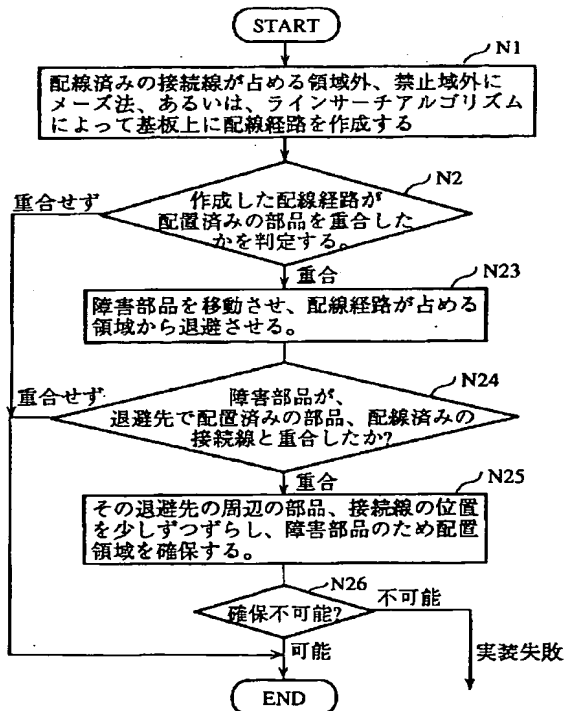 START
N1
配線済みの接続線が占める領域外、禁止域外に
メーズ法、あるいは、ラインサーチアルゴリズム
によって基板上に配線経路を作成する
N2
重合せず
作成した配線経路が
配置済みの部品を重合した
かを判定する。
重合
N23
障害部品を移動させ、配線経路が占める
領域から退避させる。
N24
重合せず
障害部品が、
退避先で配置済みの部品、配線済みの
接続線と重合したか?
重合
N25
その退避先の周辺の部品、接続線の位置
を少しずつずらし、障害部品のため配置
領域を確保する。
N26
不可能
確保不可能?
可能
実装失敗
END